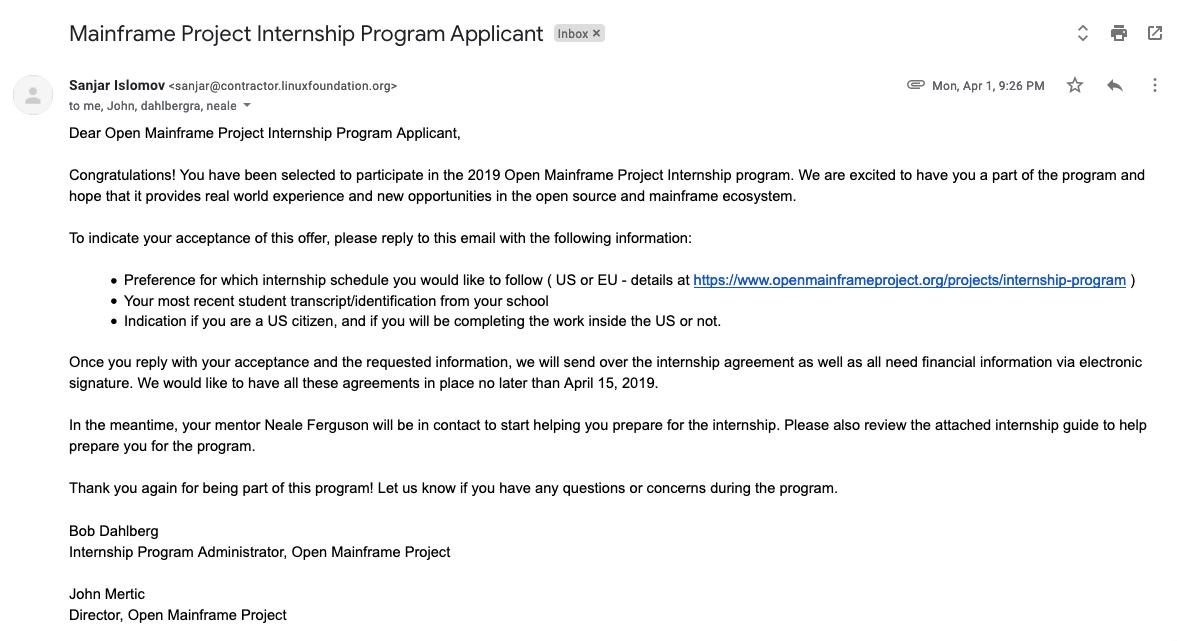 Mainframe Project Internship Program Applicant Inbox ×
Sanjar Islomov <sanjar@contractor.linuxfoundation.org>
Mon, Apr 1, 9:26 PM
to me, John, dahlbergra, neale
Dear Open Mainframe Project Internship Program Applicant,
Congratulations! You have been selected to participate in the 2019 Open Mainframe Project Internship program. We are excited to have you a part of the program and
hope that it provides real world experience and new opportunities in the open source and mainframe ecosystem.
To indicate your acceptance of this offer, please reply to this email with the following information:
• Preference for which internship schedule you would like to follow ( US or EU - details at https://www.openmainframeproject.org/projects/internship-program )
• Your most recent student transcript/identification from your school
• Indication if you are a US citizen, and if you will be completing the work inside the US or not.
Once you reply with your acceptance and the requested information, we will send over the internship agreement as well as all need financial information via electronic
signature. We would like to have all these agreements in place no later than April 15, 2019.
In the meantime, your mentor Neale Ferguson will be in contact to start helping you prepare for the internship. Please also review the attached internship guide to help
prepare you for the program.
Thank you again for being part of this program! Let us know if you have any questions or concerns during the program.
Bob Dahlberg
Internship Program Administrator, Open Mainframe Project
John Mertic
Director, Open Mainframe Project